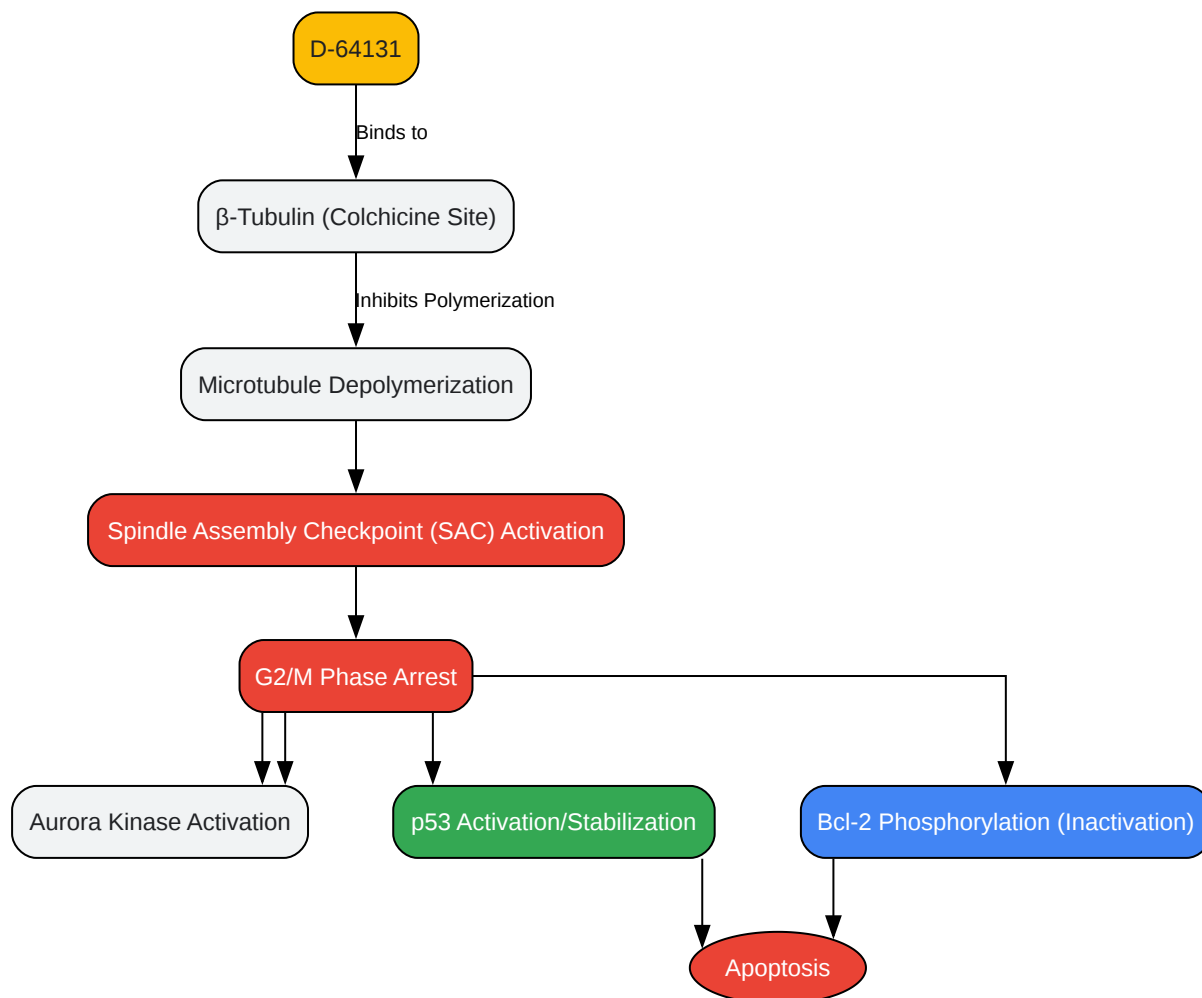 D-64131
Binds to
β-Tubulin (Colchicine Site)
Inhibits Polymerization
Microtubule Depolymerization
Spindle Assembly Checkpoint (SAC) Activation
G2/M Phase Arrest
Aurora Kinase Activation
p53 Activation/Stabilization
Bcl-2 Phosphorylation (Inactivation)
Apoptosis